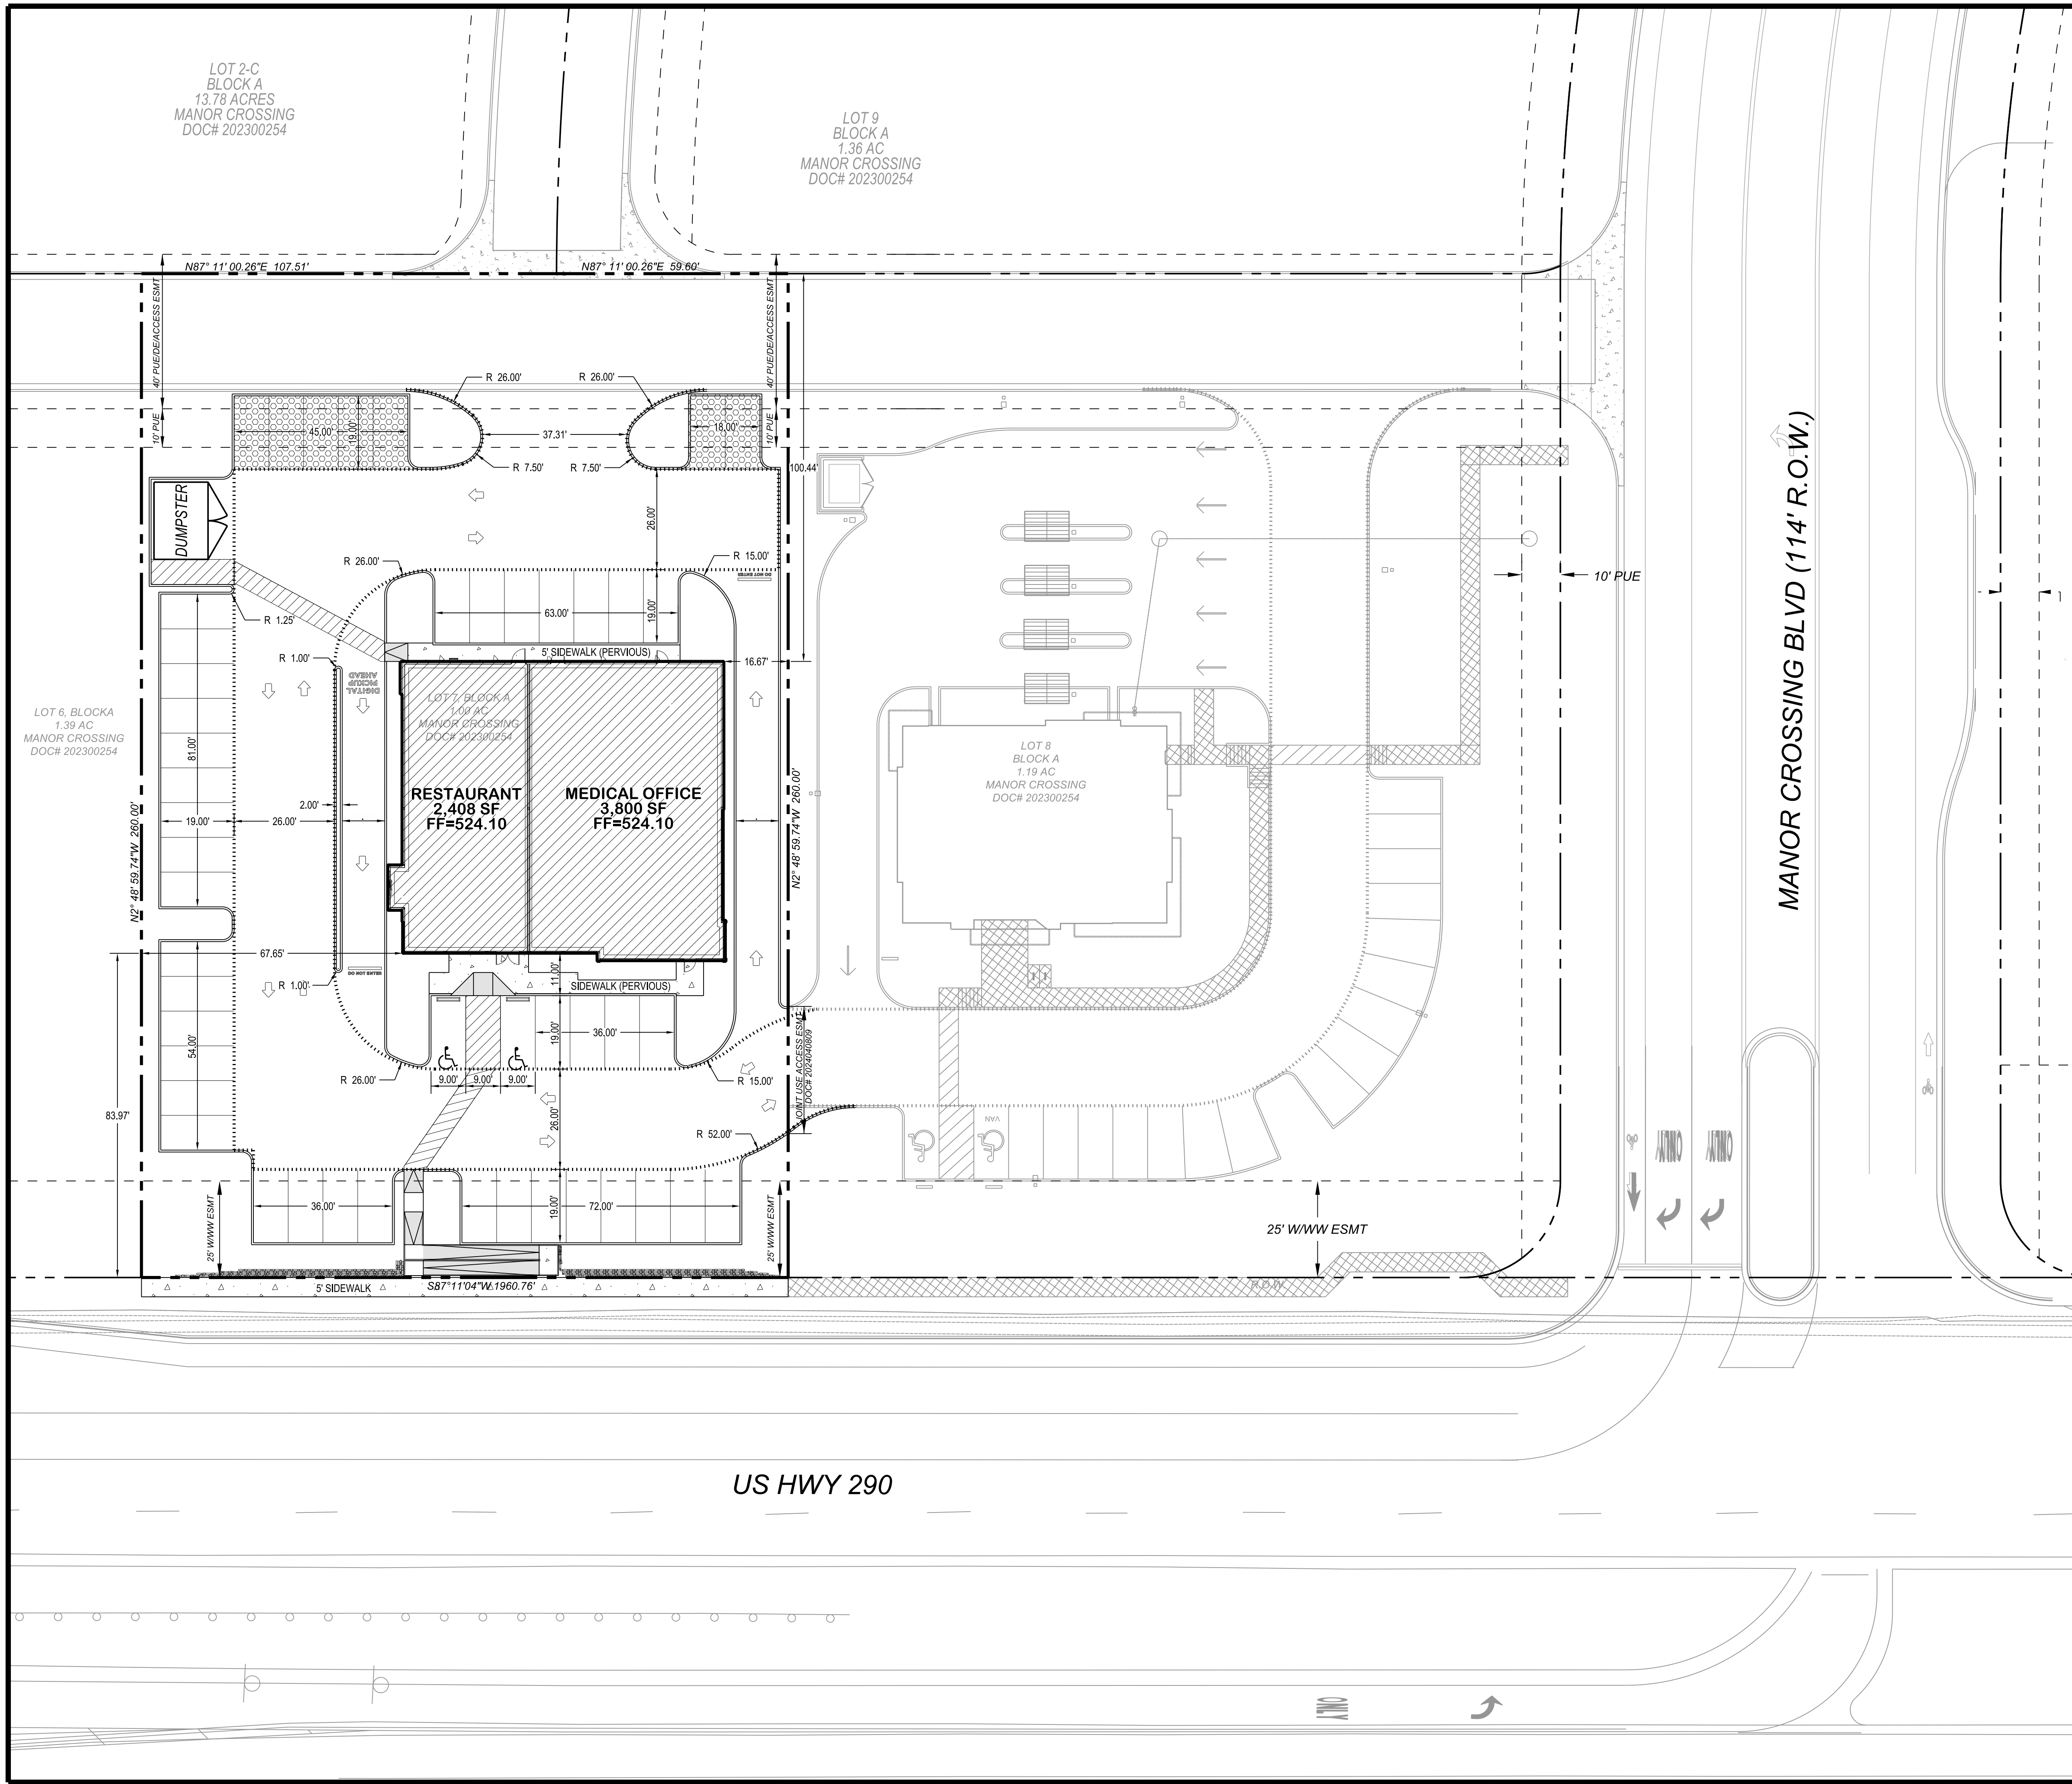 LOT 2-C
BLOCK A
13.78 ACRES
MANOR CROSSING
DOC# 202300254
LOT 9
BLOCK A
1.36 AC
MANOR CROSSING
DOC# 202300254
N87° 11' 00.26"E 107.51'
N87° 11' 00.26"E 59.60'
40' PUE/DE/ACCESS ESMT
40' PUE/DE/ACCESS ESMT
10' PUE
10' PUE
R 26.00'
R 26.00'
45.00'
19.00'
37.31'
18.00'
R 7.50'
R 7.50'
100.44'
DUMPSTER
26.00'
R 26.00'
R 15.00'
DO NOT ENTER
63.00'
19.00'
R 1.25'
5' SIDEWALK (PERVIOUS)
R 1.00'
16.67'
DIGITAL
PICKUP
AHEAD
LOT 7, BLOCK A
1.00 AC
MANOR CROSSING
DOC# 202300254
LOT 6, BLOCKA
1.39 AC
MANOR CROSSING
DOC# 202300254
81.00'
RESTAURANT
2,408 SF
FF=524.10
MEDICAL OFFICE
3,800 SF
FF=524.10
2.00'
19.00'
26.00'
N2° 48' 59.74"W 260.00'
N2° 48' 59.74"W 260.00'
LOT 8
BLOCK A
1.19 AC
MANOR CROSSING
DOC# 202300254
10' PUE
MANOR CROSSING BLVD (114' R.O.W.)
67.65'
DO NOT ENTER
R 1.00'
11.00'
SIDEWALK (PERVIOUS)
36.00'
19.00'
54.00'
JOINT USE ACCESS ESMT
DOC# 2024040809
R 26.00'
9.00'
9.00'
9.00'
R 15.00'
83.97'
26.00'
R 52.00'
VAN
ONLY
ONLY
36.00'
19.00'
72.00'
25' W/WW ESMT
25' W/WW ESMT
25' W/WW ESMT
5' SIDEWALK
S87°11'04"W 1960.76'
R.O.W.
US HWY 290
ONLY